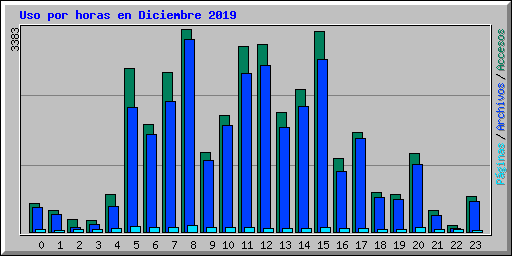 Uso por horas en Diciembre 2019
3383
Páginas / Archivos / Accesos
0 1 2 3 4 5 6 7 8 9 10 11 12 13 14 15 16 17 18 19 20 21 22 23